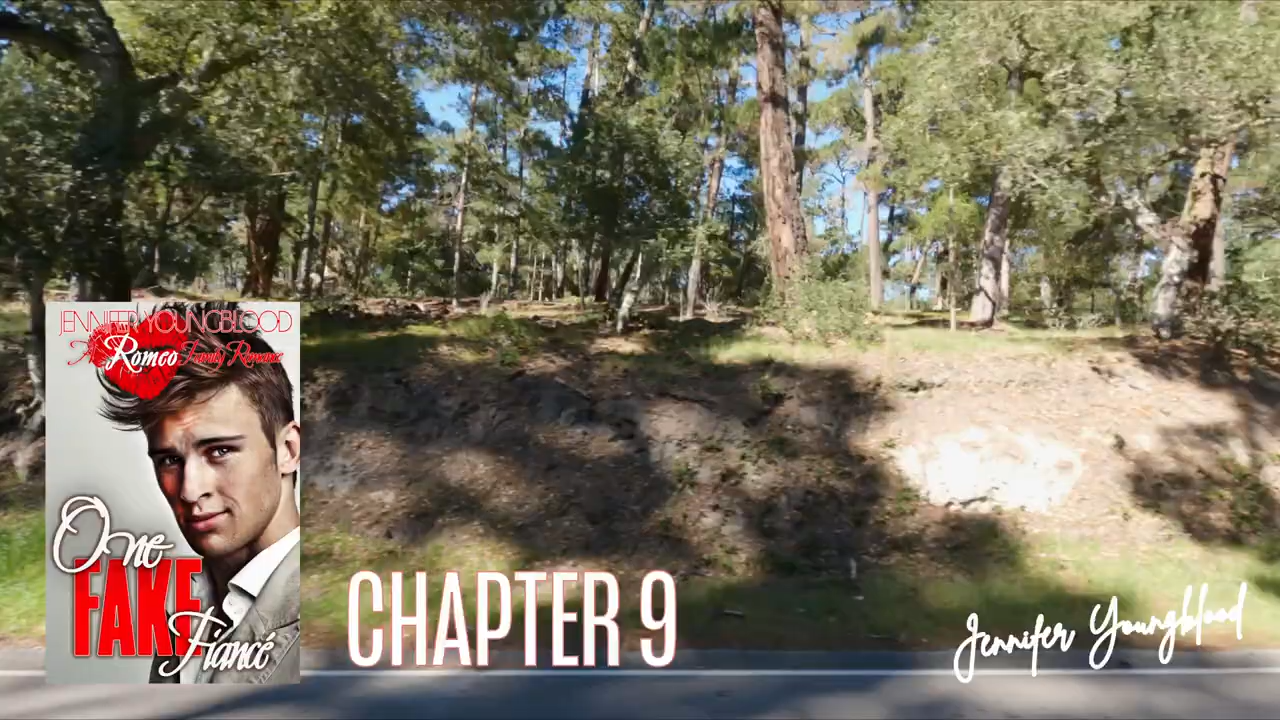 JENNIFER YOUNGBLOOD
A Romeo Family Romance
One
FAKE
Fiancé
CHAPTER 9
Jennifer Youngblood